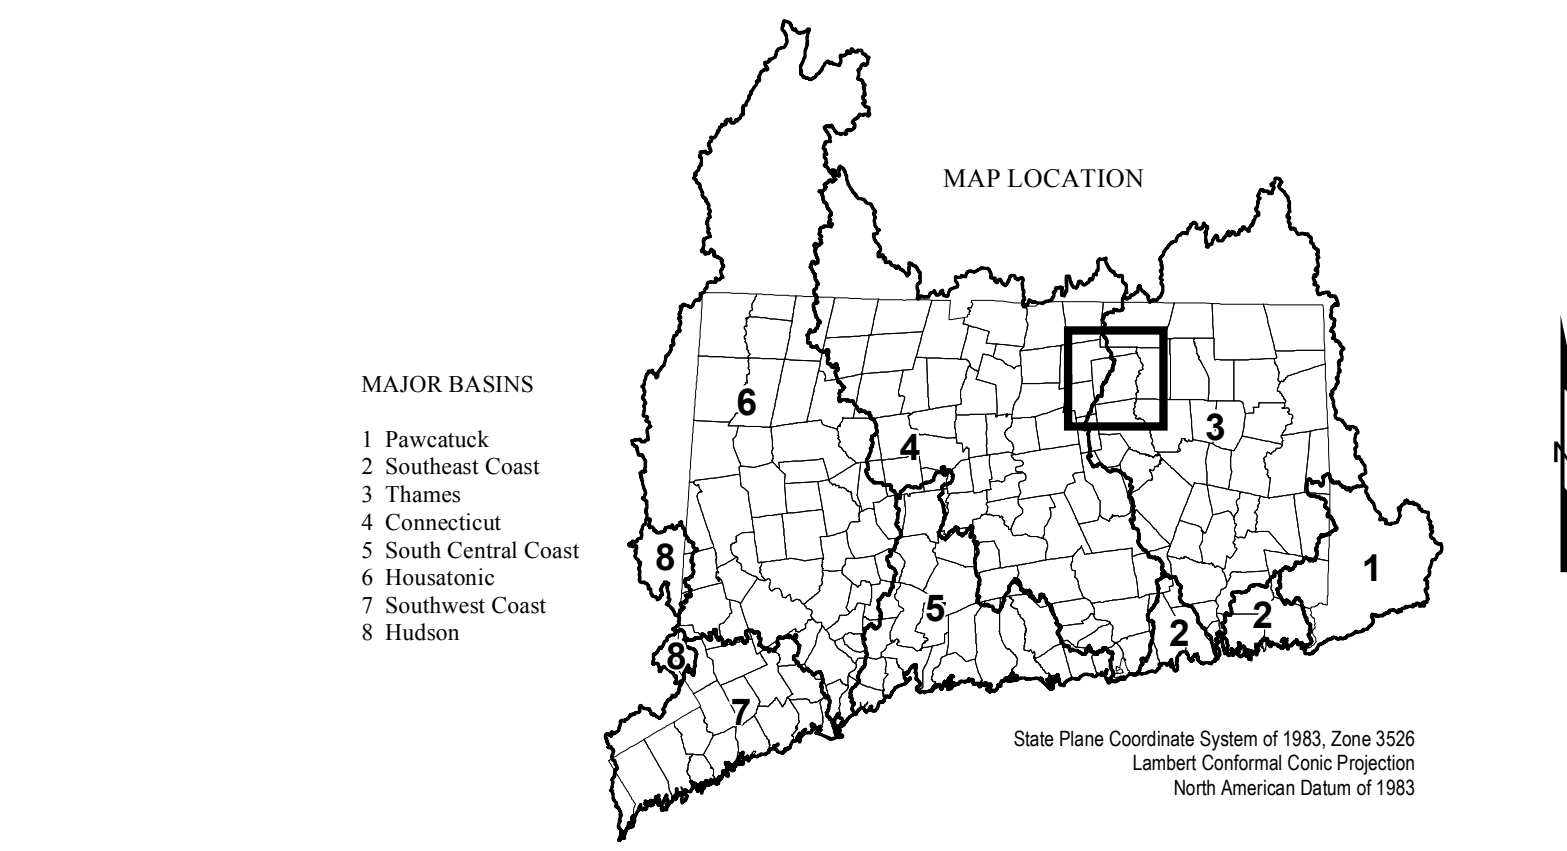 MAP LOCATION
MAJOR BASINS
1 Pawcatuck
2 Southeast Coast
3 Thames
4 Connecticut
5 South Central Coast
6 Housatonic
7 Southwest Coast
8 Hudson
6
4
3
8
1
5
2
2
8
7
State Plane Coordinate System of 1983, Zone 3526
Lambert Conformal Conic Projection
North American Datum of 1983